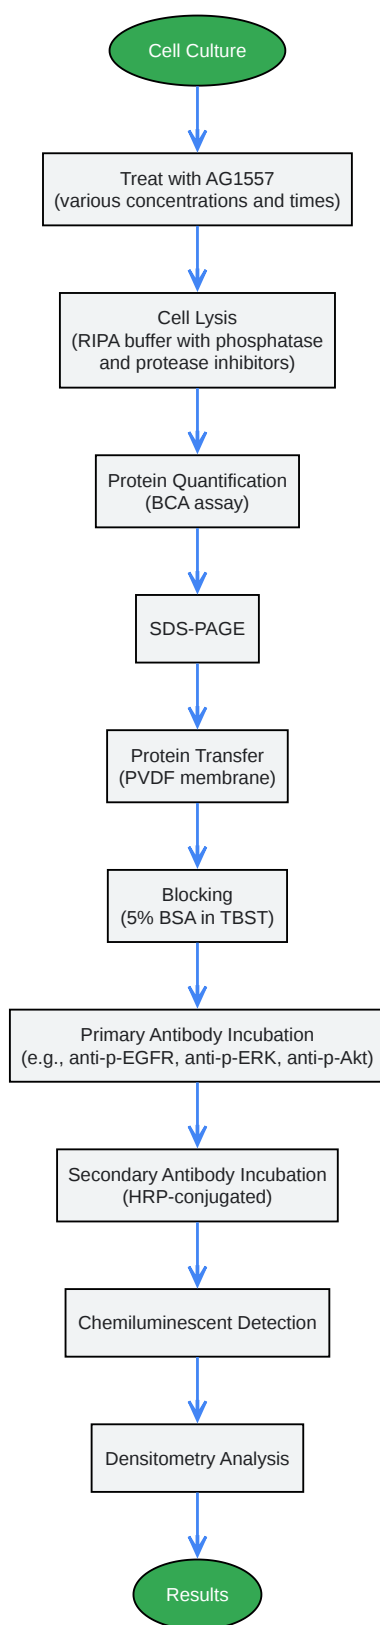 Cell Culture
Treat with AG1557
(various concentrations and times)
Cell Lysis
(RIPA buffer with phosphatase
and protease inhibitors)
Protein Quantification
(BCA assay)
SDS-PAGE
Protein Transfer
(PVDF membrane)
Blocking
(5% BSA in TBST)
Primary Antibody Incubation
(e.g., anti-p-EGFR, anti-p-ERK, anti-p-Akt)
Secondary Antibody Incubation
(HRP-conjugated)
Chemiluminescent Detection
Densitometry Analysis
Results